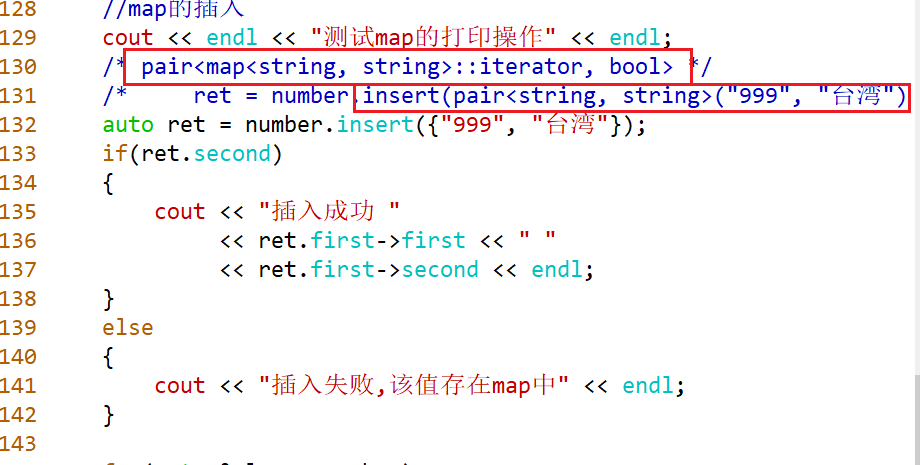 128 //map的插入
129 cout << endl << "测试map的打印操作" << endl;
130 /* pair<map<string, string>::iterator, bool> */
131 /* ret = number.insert(pair<string, string>("999", "台湾")
132 auto ret = number.insert({"999", "台湾"});
133 if(ret.second)
134 {
135 cout << "插入成功 "
136 << ret.first->first << " "
137 << ret.first->second << endl;
138 }
139 else
140 {
141 cout << "插入失败,该值存在map中" << endl;
142 }
143